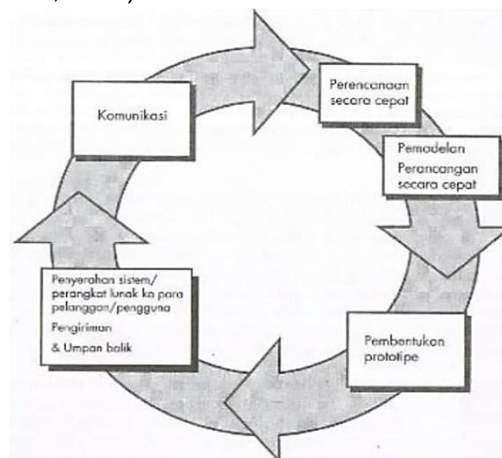 Komunikasi
Perencanaan
secara cepat
Pemodelan
Perancangan
secara cepat
Pembentukan
prototipe
Penyerahan sistem/
perangkat lunak ke para
pelanggan/pengguna
Pengiriman
& Umpan balik